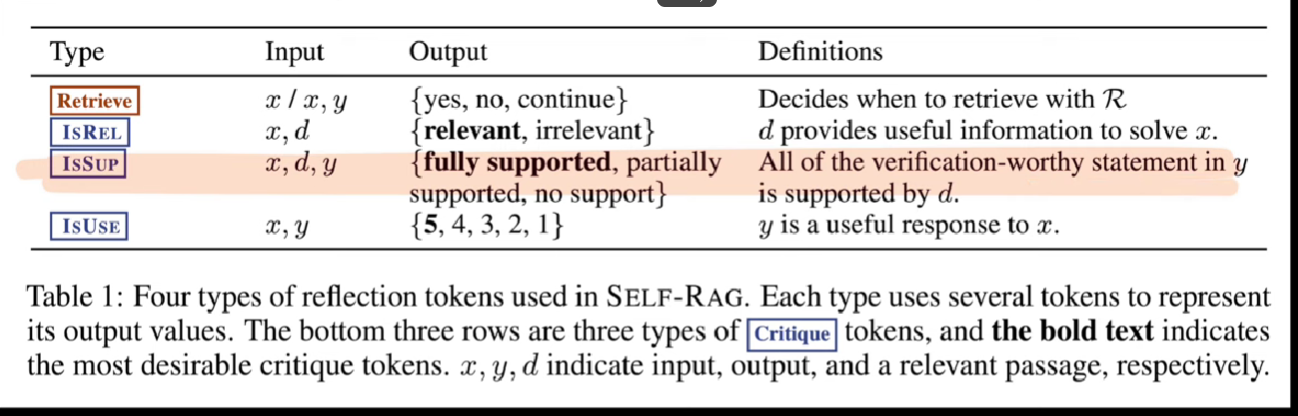 Type Input Output Definitions
Retrieve x / x, y {yes, no, continue} Decides when to retrieve with R
ISREL x, d {relevant, irrelevant} d provides useful information to solve x.
ISSUP x, d, y {fully supported, partially All of the verification-worthy statement in y
supported, no support} is supported by d.
ISUSE x, y {5, 4, 3, 2, 1} y is a useful response to x.
Table 1: Four types of reflection tokens used in SELF-RAG. Each type uses several tokens to represent
its output values. The bottom three rows are three types of Critique tokens, and the bold text indicates
the most desirable critique tokens. x, y, d indicate input, output, and a relevant passage, respectively.